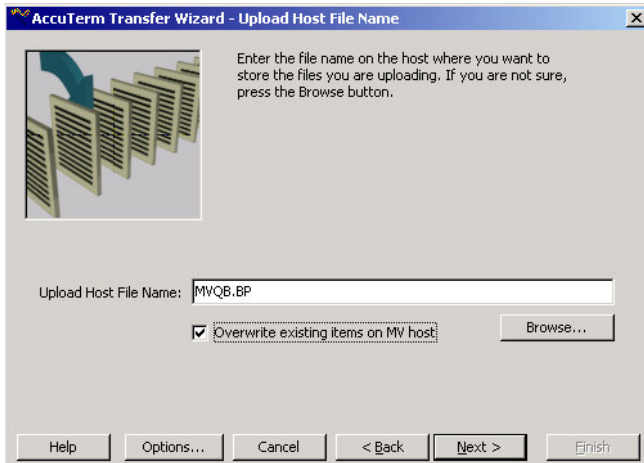 AccuTerm Transfer Wizard - Upload Host File Name
Enter the file name on the host where you want to
store the files you are uploading. If you are not sure,
press the Browse button.
Upload Host File Name: MVQB.BP
Overwrite existing items on MV host
Browse...
Help Options... Cancel < Back Next > Finish